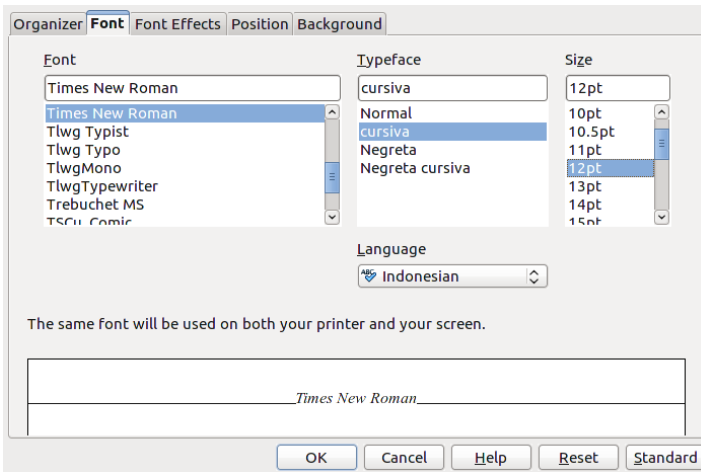 Organizer Font Font Effects Position Background
Font Typeface Size
Times New Roman cursiva 12pt
Times New Roman Normal 10pt
Tlwg Typist cursiva 10.5pt
Tlwg Typo Negreta 11pt
TlwgMono Negreta cursiva 12pt
TlwgTypewriter 13pt
Trebuchet MS 14pt
TSCu_Comic 15pt
Language
ABC Indonesian
The same font will be used on both your printer and your screen.
Times New Roman
OK Cancel Help Reset Standard